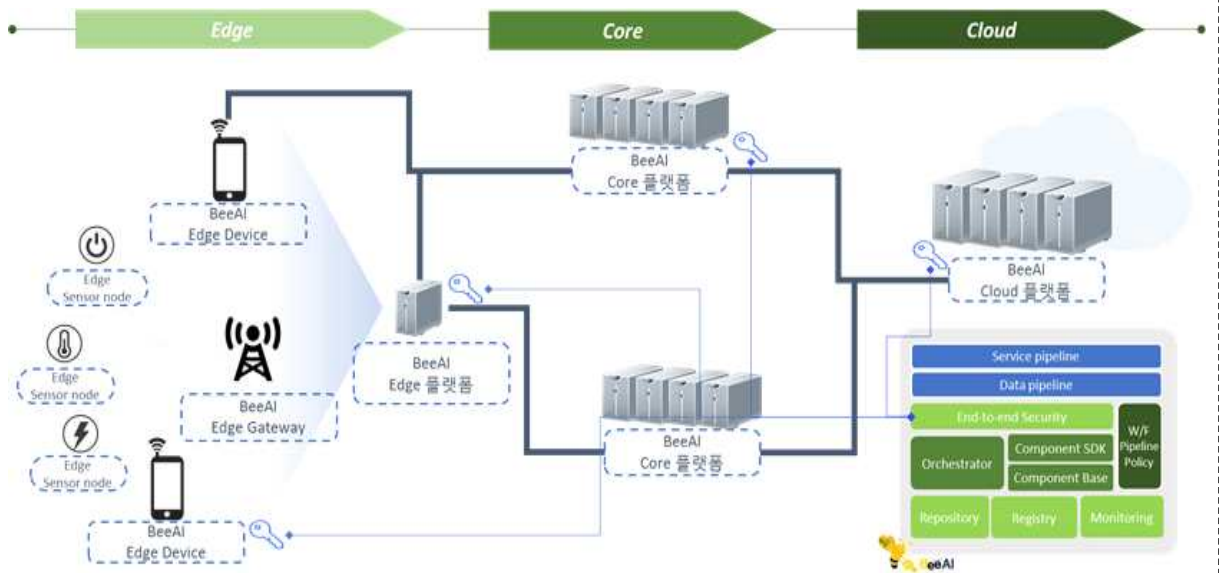 Edge
Core
Cloud
BeeAI
Core 플랫폼
BeeAI
Edge Device
BeeAI
Cloud 플랫폼
Edge
Sensor node
Edge
Sensor node
BeeAI
Edge Gateway
BeeAI
Edge 플랫폼
Edge
Sensor node
BeeAI
Core 플랫폼
BeeAI
Edge Device
Service pipeline
Data pipeline
End-to-end Security
W/F
Pipeline
Policy
Orchestrator
Component SDK
Component Base
Repository
Registry
Monitoring
BeeAI